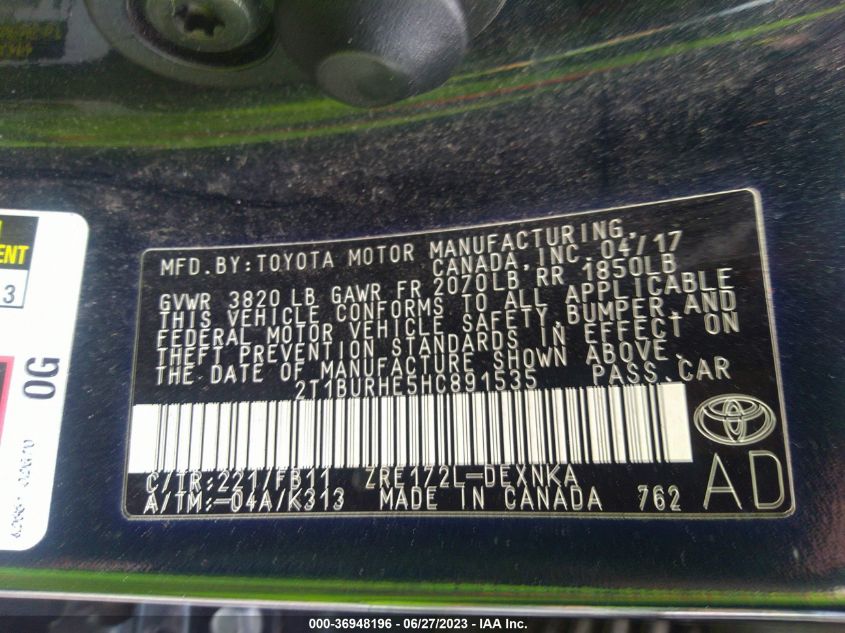 ENT
3
0G
MFD. BY: TOYOTA MOTOR MANUFACTURING,
CANADA, INC. 04/17
GVWR 3820 LB GAWR FR 2070LB, RR 1850LB
THIS VEHICLE CONFORMS TO ALL APPLICABLE
FEDERAL MOTOR VEHICLE SAFETY, BUMPER, AND
THEFT PREVENTION STANDARDS IN EFFECT ON
THE DATE OF MANUFACTURE SHOWN ABOVE.
2T1BURHE5HC891535 PASS. CAR
C/TR: 221/FB11 ZRE172L-DEXNKA
A/TM: -04A/K313 MADE IN CANADA 762 AD
000-36948196 - 06/27/2023 - IAA Inc.